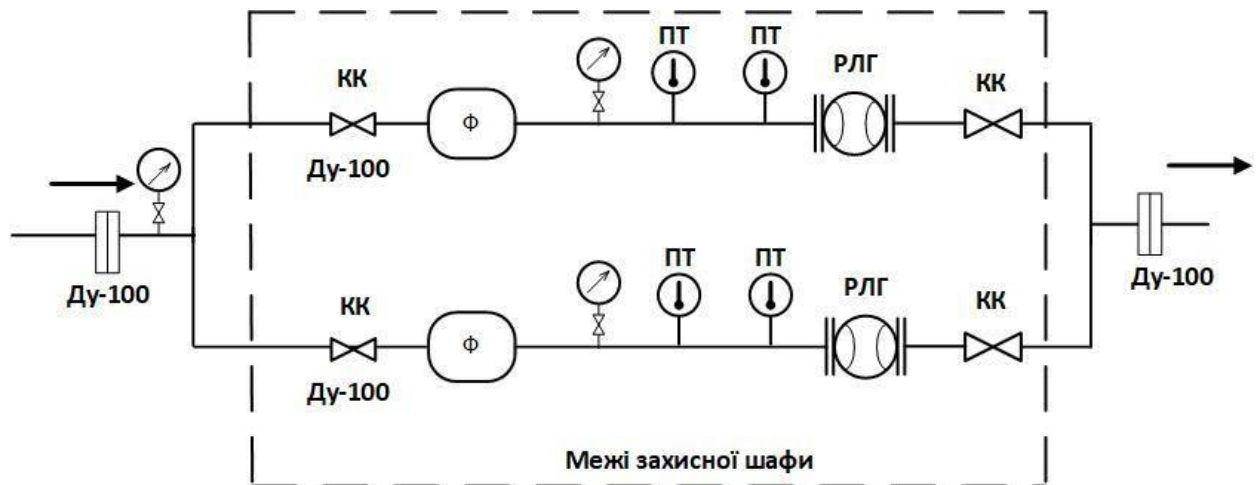 ПТ
ПТ
РЛГ
КК
КК
Ф
Ду-100
Ду-100
Ду-100
ПТ
ПТ
РЛГ
КК
КК
Ф
Ду-100
Межі захисної шафи